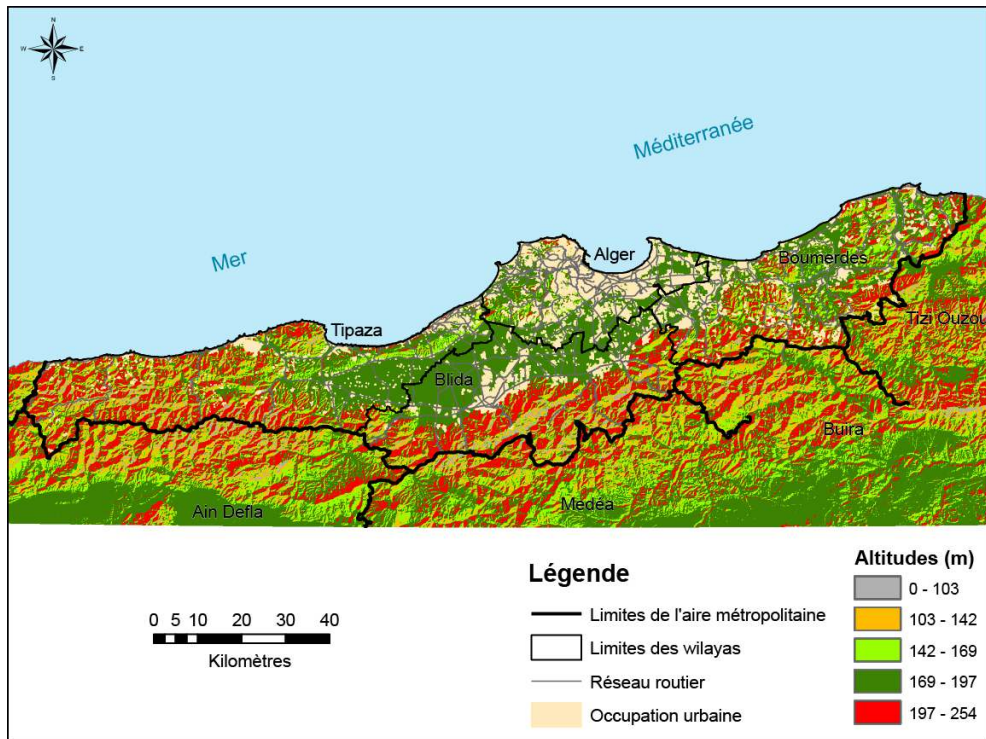 N
W
E
S
Méditerranée
Mer
Alger
Boumerdes
Tizi Ouzou
Tipaza
Blida
Buira
Médéa
Ain Defla
Légende
Limites de l'aire métropolitaine
Limites des wilayas
Réseau routier
Occupation urbaine
Altitudes (m)
0 - 103
103 - 142
142 - 169
169 - 197
197 - 254
0 5 10 20 30 40
Kilomètres